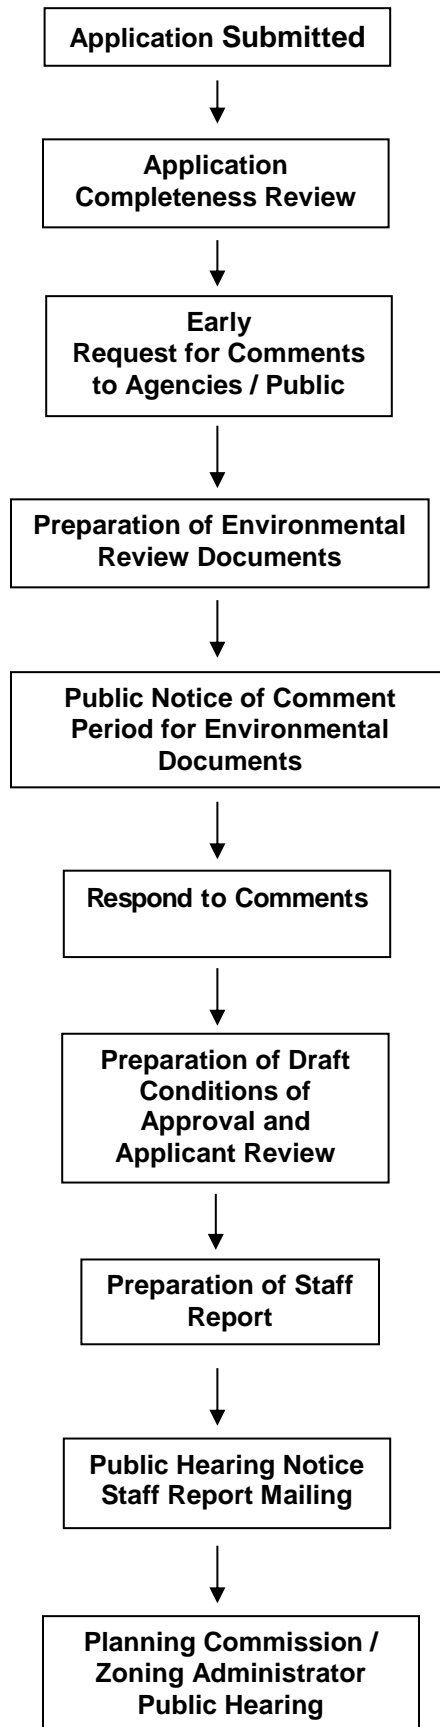 Application Submitted
Application
Completeness Review
Early
Request for Comments
to Agencies / Public
Preparation of Environmental
Review Documents
Public Notice of Comment
Period for Environmental
Documents
Respond to Comments
Preparation of Draft
Conditions of
Approval and
Applicant Review
Preparation of Staff
Report
Public Hearing Notice
Staff Report Mailing
Planning Commission /
Zoning Administrator
Public Hearing